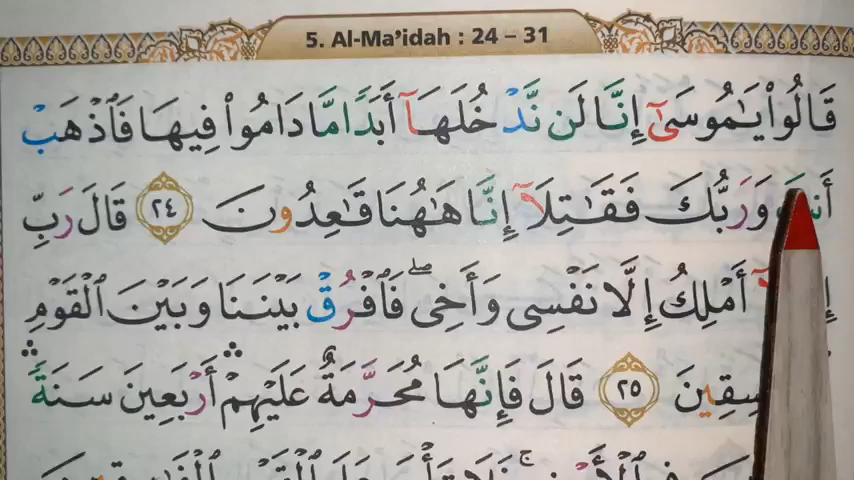 5. Al-Ma'idah : 24 – 31
قَالُوا۟ يَـٰمُوسَىٰٓ إِنَّا لَن نَّدْخُلَهَآ أَبَدًا مَّا دَامُوا۟ فِيهَا فَٱذْهَبْ
أَنتَ وَرَبُّكَ فَقَـٰتِلَآ إِنَّا هَـٰهُنَا قَـٰعِدُونَ ٢٤ قَالَ رَبِّ
أَمْلِكُ إِلَّا نَفْسِى وَأَخِى ۖ فَٱفْرُقْ بَيْنَنَا وَبَيْنَ ٱلْقَوْمِ
٢٥ قَالَ فَإِنَّهَا مُحَرَّمَةٌ عَلَيْهِمْ ۛ أَرْبَعِينَ سَنَةً ۛ